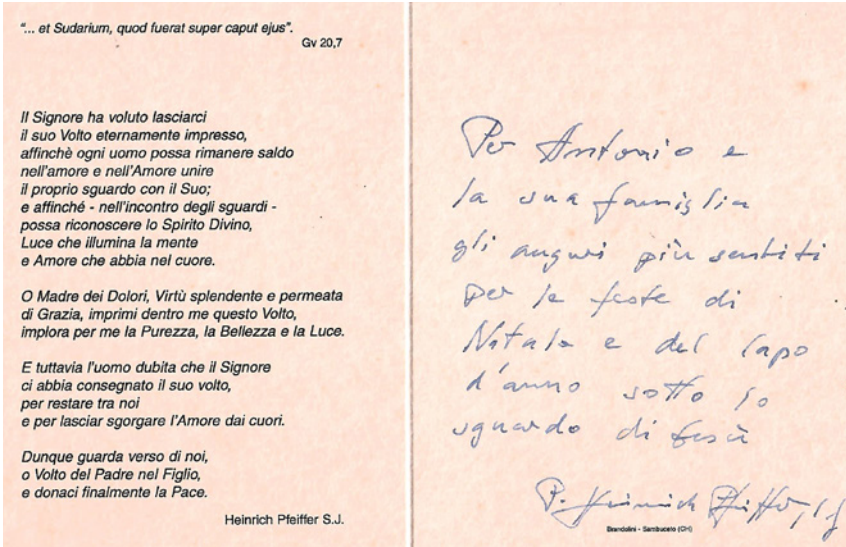 "... et Sudarium, quod fuerat super caput ejus".
Gv 20,7
Il Signore ha voluto lasciarci
il suo Volto eternamente impresso,
affinchè ogni uomo possa rimanere saldo
nell'amore e nell'Amore unire
il proprio sguardo con il Suo;
e affinché - nell'incontro degli sguardi -
possa riconoscere lo Spirito Divino,
Luce che illumina la mente
e Amore che abbia nel cuore.
O Madre dei Dolori, Virtù splendente e permeata
di Grazia, imprimi dentro me questo Volto,
implora per me la Purezza, la Bellezza e la Luce.
E tuttavia l'uomo dubita che il Signore
ci abbia consegnato il suo volto,
per restare tra noi
e per lasciar sgorgare l'Amore dai cuori.
Dunque guarda verso di noi,
o Volto del Padre nel Figlio,
e donaci finalmente la Pace.
Heinrich Pfeiffer S.J.
Per Antonio e
la sua famiglia
gli auguri più sentiti
per le feste di
Natale e del capo
d'anno sotto lo
sguardo di Gesù
P. Heinrich Pfeiffer, sj
Brandolini - Sambuceto (CH)